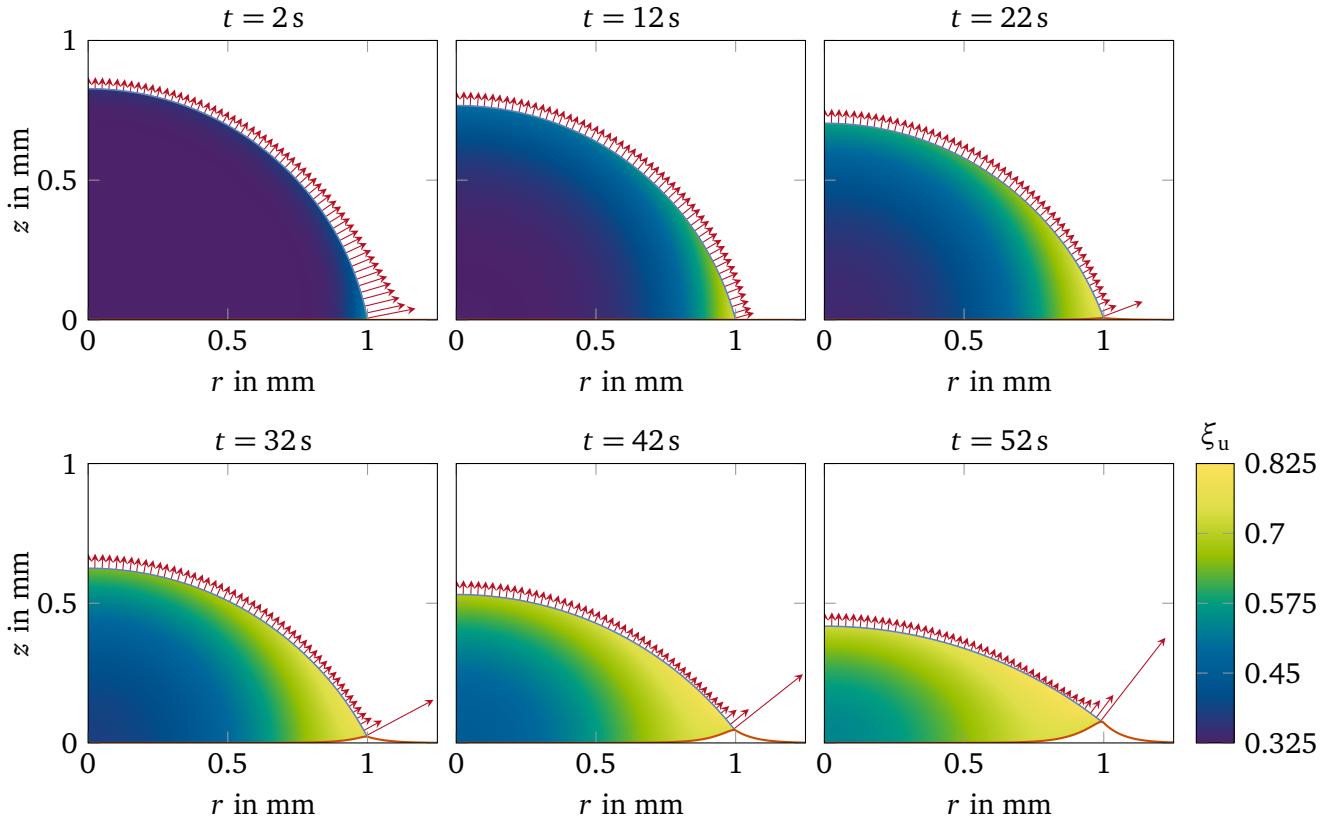 t = 2 s
t = 12 s
t = 22 s
1
0.5
0
z in mm
0
0.5
1
r in mm
0
0.5
1
r in mm
0
0.5
1
r in mm
t = 32 s
t = 42 s
t = 52 s
1
0.5
0
z in mm
0
0.5
1
r in mm
0
0.5
1
r in mm
0
0.5
1
r in mm
ξu
0.825
0.7
0.575
0.45
0.325